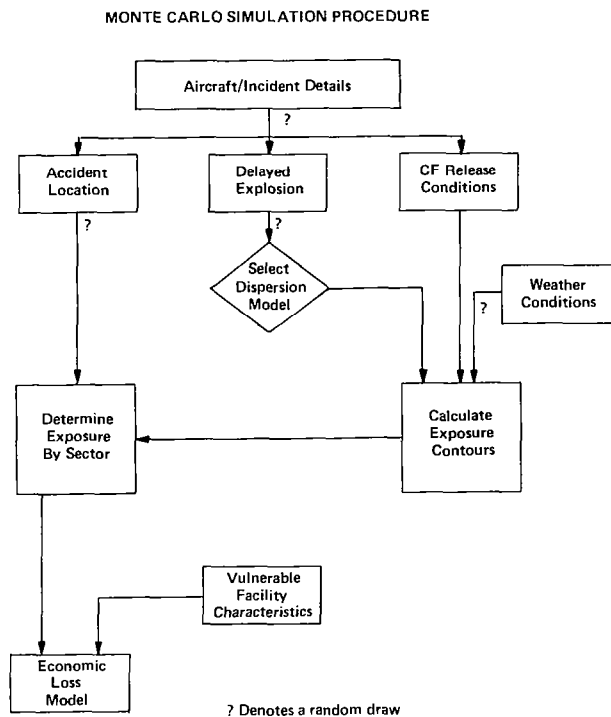 MONTE CARLO SIMULATION PROCEDURE
Aircraft/Incident Details
?
Accident
Location
Delayed
Explosion
CF Release
Conditions
?
?
Select
Dispersion
Model
Weather
Conditions
?
Determine
Exposure
By Sector
Calculate
Exposure
Contours
Vulnerable
Facility
Characteristics
Economic
Loss
Model
? Denotes a random draw